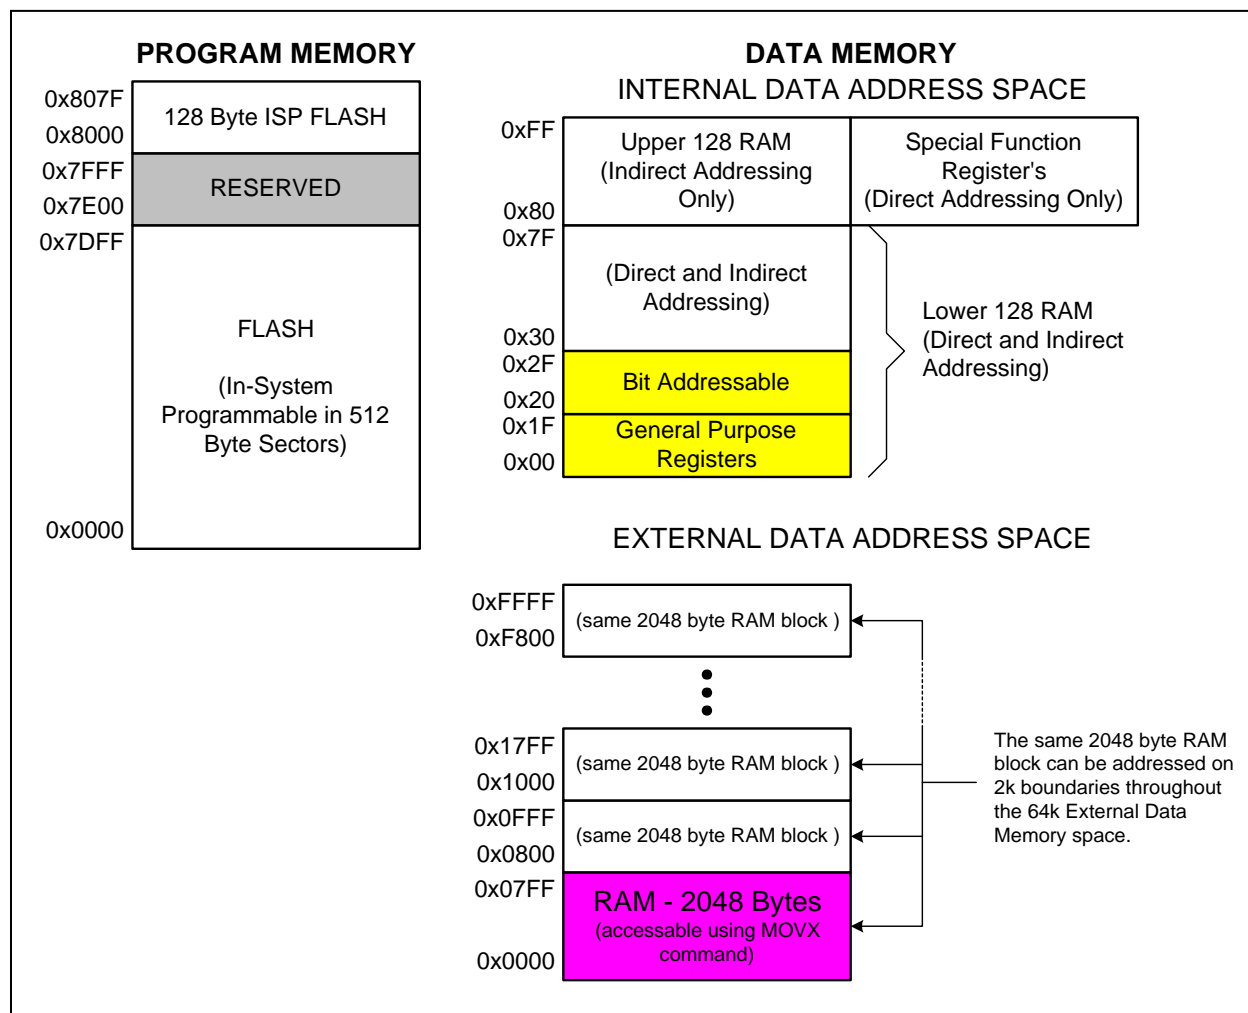 PROGRAM MEMORY
0x807F
128 Byte ISP FLASH
0x8000
0x7FFF
RESERVED
0x7E00
0x7DFF
FLASH
(In-System
Programmable in 512
Byte Sectors)
0x0000
DATA MEMORY
INTERNAL DATA ADDRESS SPACE
0xFF
Upper 128 RAM
(Indirect Addressing
Only)
0x80
Special Function
Register's
(Direct Addressing Only)
0x7F
(Direct and Indirect
Addressing)
0x30
Lower 128 RAM
(Direct and Indirect
Addressing)
0x2F
Bit Addressable
0x20
0x1F
General Purpose
Registers
0x00
EXTERNAL DATA ADDRESS SPACE
0xFFFF
(same 2048 byte RAM block )
0xF800
0x17FF
(same 2048 byte RAM block )
0x1000
0x0FFF
(same 2048 byte RAM block )
0x0800
0x07FF
RAM - 2048 Bytes
(accessable using MOVX
command)
0x0000
The same 2048 byte RAM
block can be addressed on
2k boundaries throughout
the 64k External Data
Memory space.